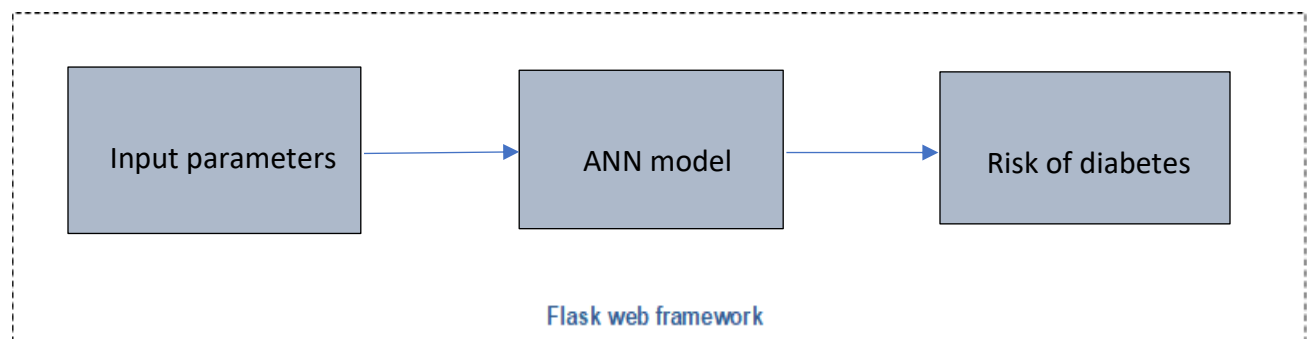 Input parameters
ANN model
Risk of diabetes
Flask web framework